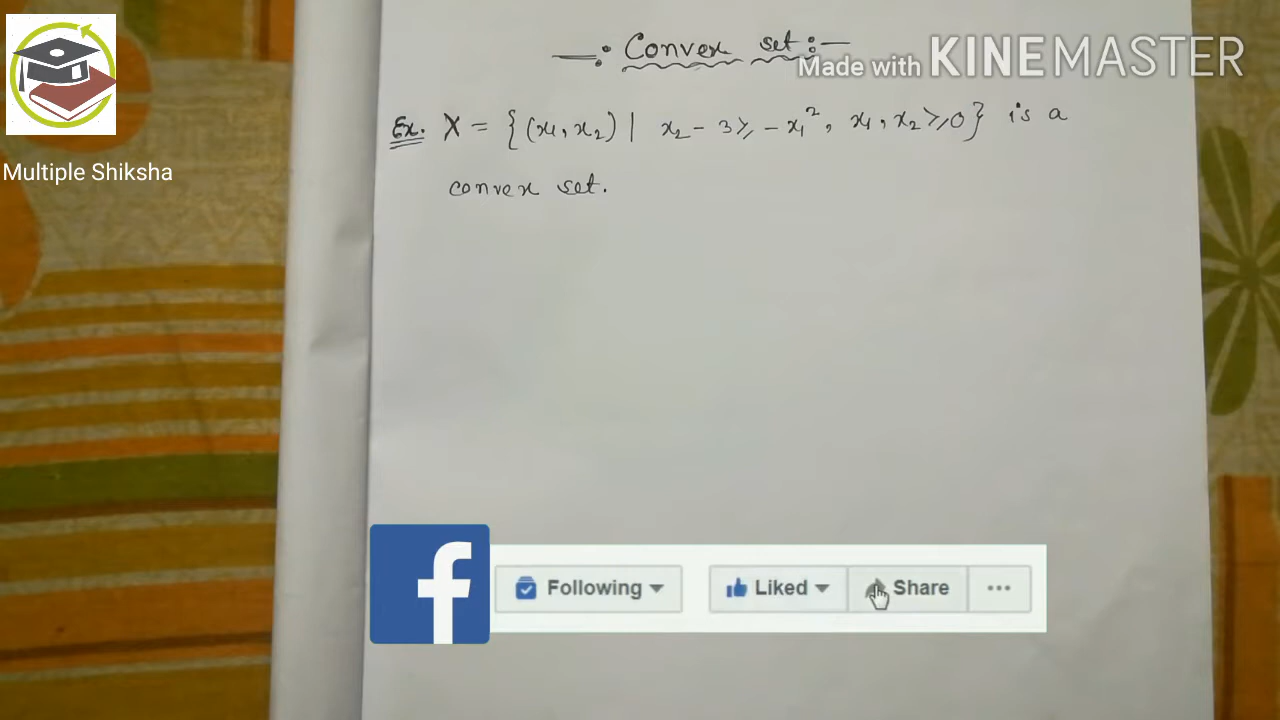 —: Convex set :—
Made with KINEMASTER
Ex. X = {(x₁, x₂) | x₂ - 3 ≥ -x₁², x₁, x₂ ≥ 0} is a
convex set.
Multiple Shiksha
f Following Liked Share ...